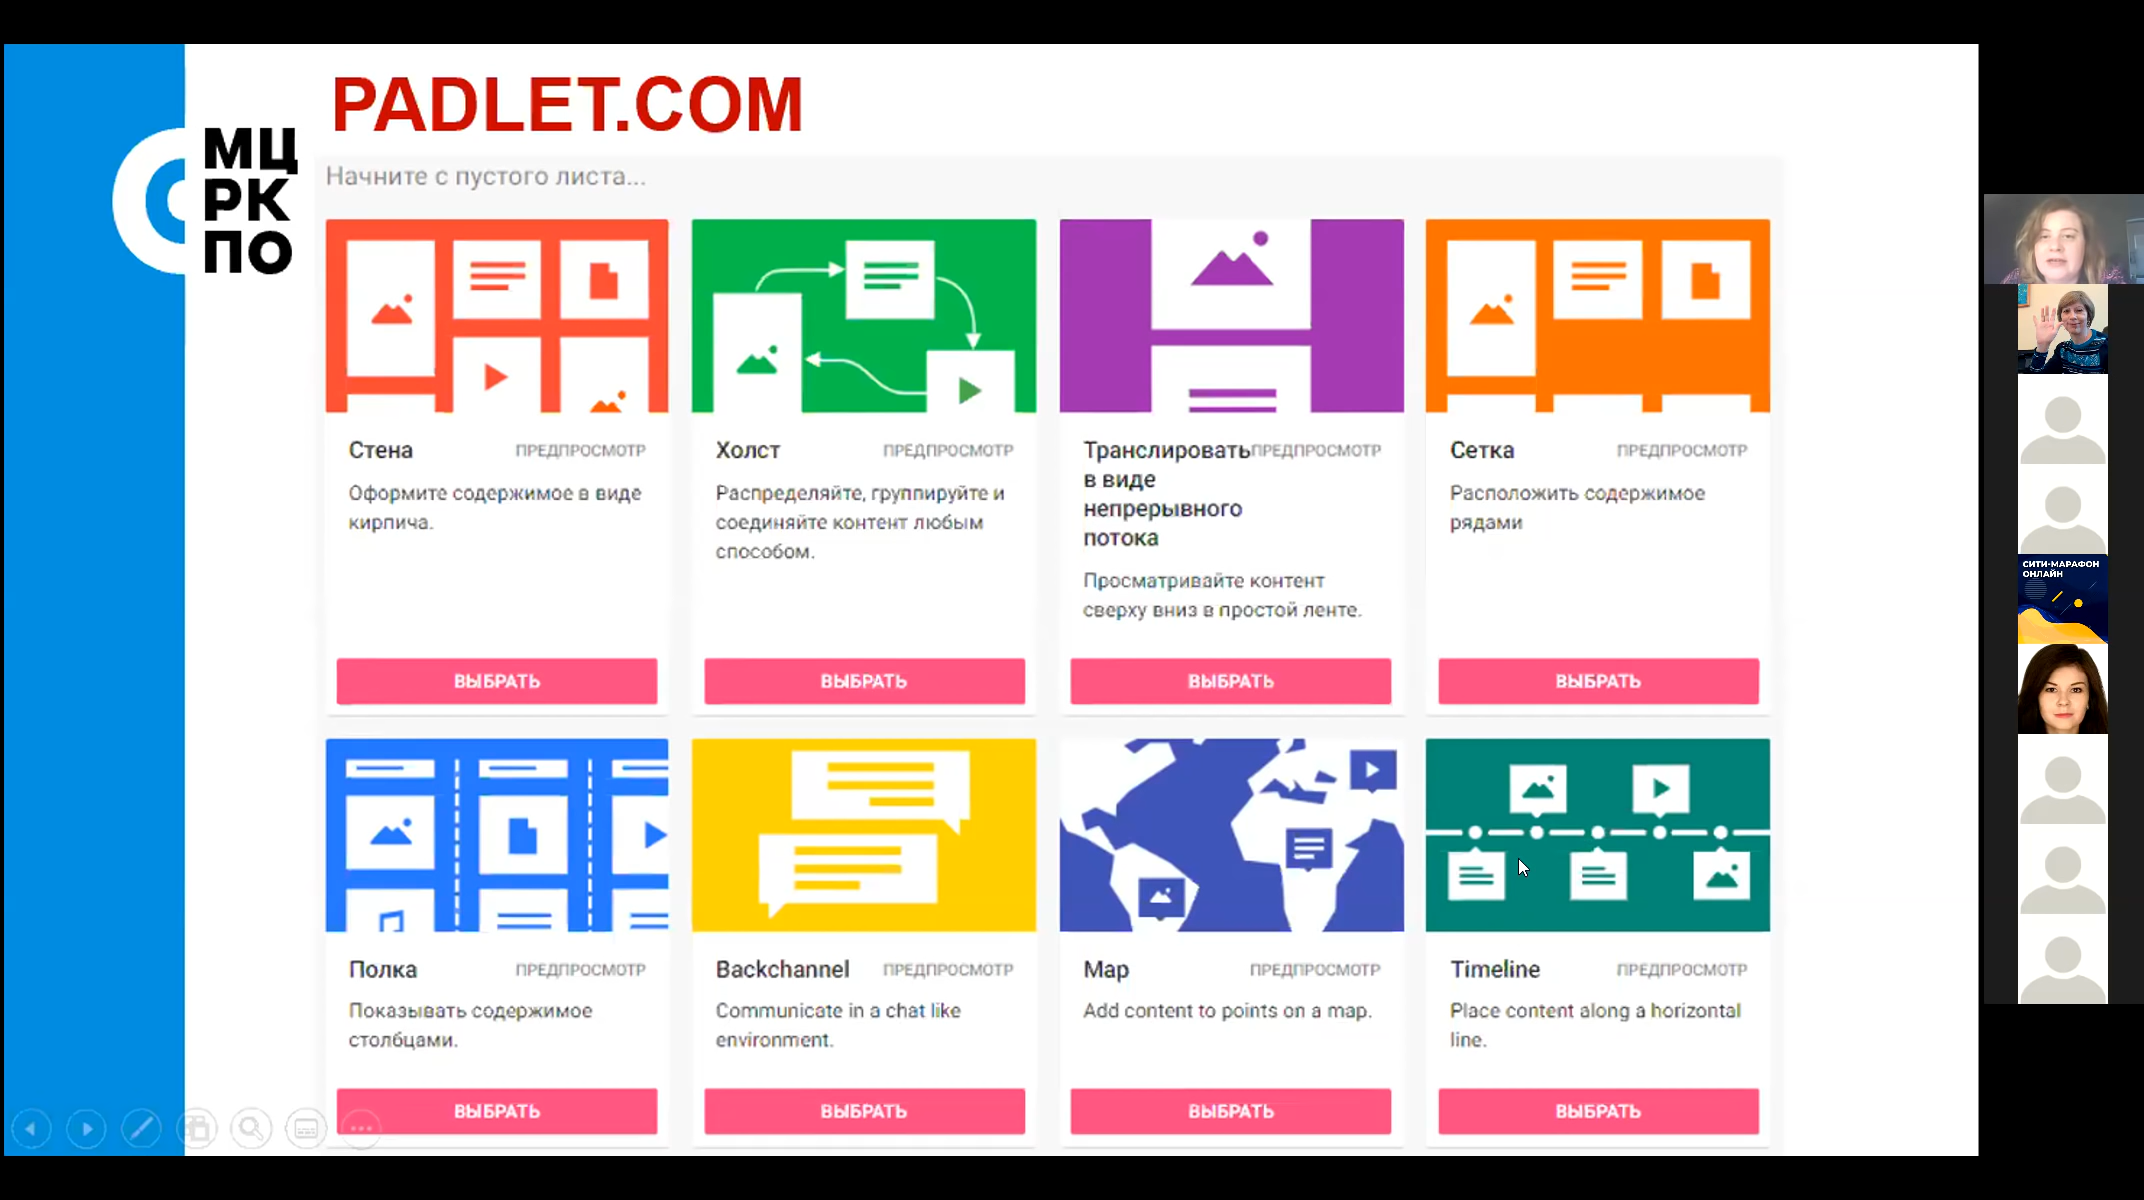 PADLET.COM
МЦ
РК
ПО
Начните с пустого листа...
Стена ПРЕДПРОСМОТР
Оформите содержимое в виде
кирпича.
ВЫБРАТЬ
Холст ПРЕДПРОСМОТР
Распределяйте, группируйте и
соединяйте контент любым
способом.
ВЫБРАТЬ
Транслировать ПРЕДПРОСМОТР
в виде
непрерывного
потока
Просматривайте контент
сверху вниз в простой ленте.
ВЫБРАТЬ
Сетка ПРЕДПРОСМОТР
Расположить содержимое
рядами
ВЫБРАТЬ
Полка ПРЕДПРОСМОТР
Показывать содержимое
столбцами.
ВЫБРАТЬ
Backchannel ПРЕДПРОСМОТР
Communicate in a chat like
environment.
ВЫБРАТЬ
Map ПРЕДПРОСМОТР
Add content to points on a map.
ВЫБРАТЬ
Timeline ПРЕДПРОСМОТР
Place content along a horizontal
line.
ВЫБРАТЬ
СИТИ-МАРАФОН
ОНЛАЙН